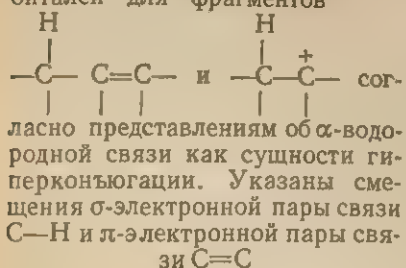 для фрагментов
H H
—C— C=C— и —C—C⁺— сог-
ласно представлениям об α-водо-
родной связи как сущности ги-
перконъюгации. Указаны сме-
щения σ-электронной пары связи
C—H и π-электронной пары свя-
зи C=C